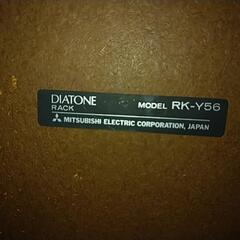 DIATONE
RACK
MODEL RK-Y56
MITSUBISHI ELECTRIC CORPORATION, JAPAN